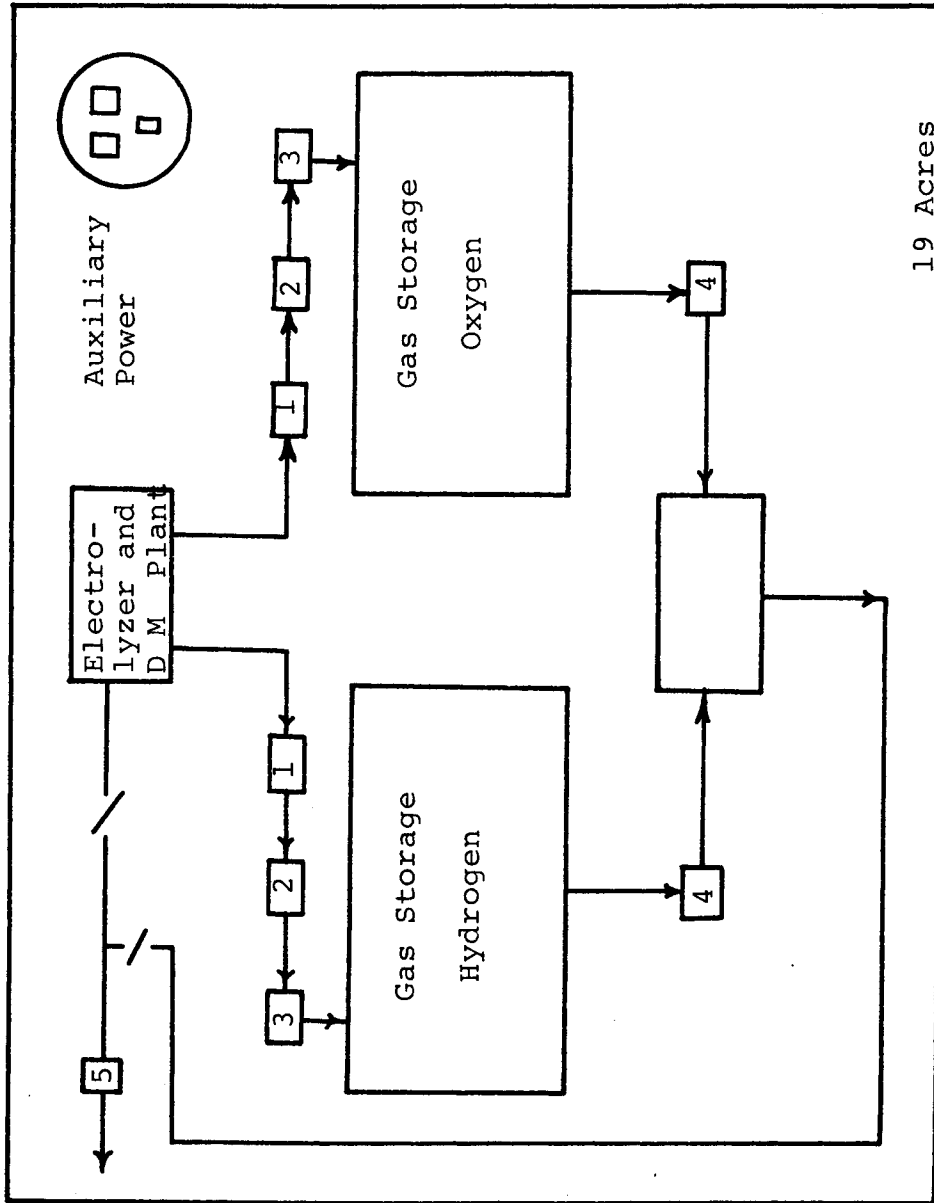 5
Electro-
lyzer and
D M Plant
Auxiliary
Power
3
2
1
1
2
3
Gas Storage
Hydrogen
Gas Storage
Oxygen
4
4
19 Acres